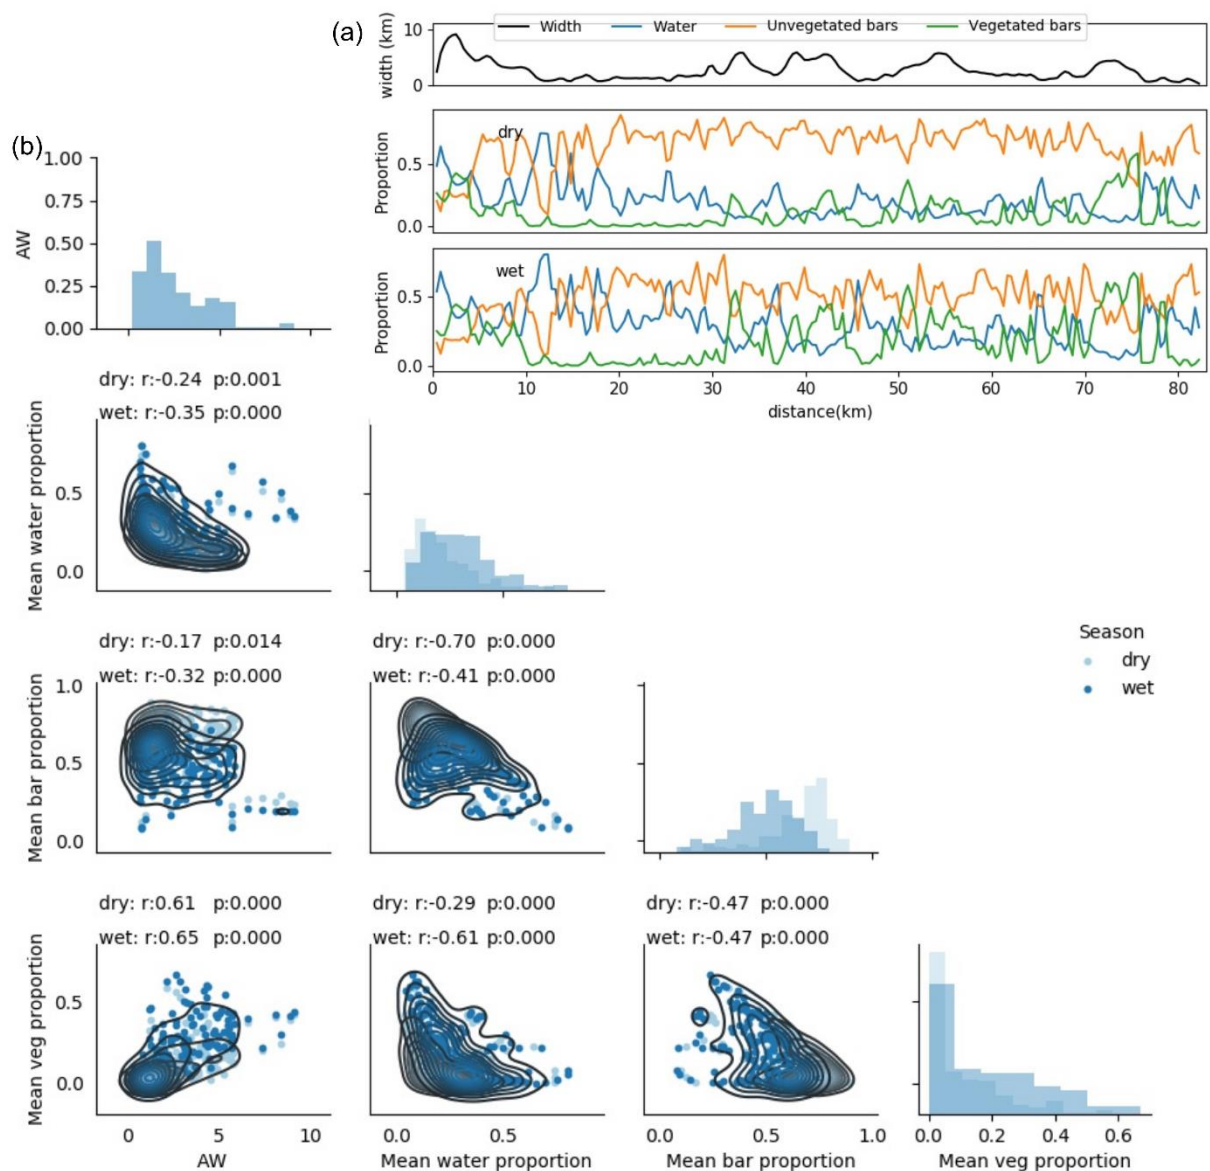 (a)
Width Water Unvegetated bars Vegetated bars
width (km)
10
0
dry
Proportion
0.5
0.0
wet
Proportion
0.5
0.0
0 10 20 30 40 50 60 70 80
distance(km)
(b)
AW
1.00
0.75
0.50
0.25
0.00
dry: r:-0.24 p:0.001
wet: r:-0.35 p:0.000
Mean water proportion
0.5
0.0
dry: r:-0.17 p:0.014 dry: r:-0.70 p:0.000
wet: r:-0.32 p:0.000 wet: r:-0.41 p:0.000
Mean bar proportion
1.0
0.5
0.0
Season
dry
wet
dry: r:0.61 p:0.000 dry: r:-0.29 p:0.000 dry: r:-0.47 p:0.000
wet: r:0.65 p:0.000 wet: r:-0.61 p:0.000 wet: r:-0.47 p:0.000
Mean veg proportion
0.5
0.0
0 5 10 0.0 0.5 0.0 0.5 1.0 0.0 0.2 0.4 0.6
AW Mean water proportion Mean bar proportion Mean veg proportion